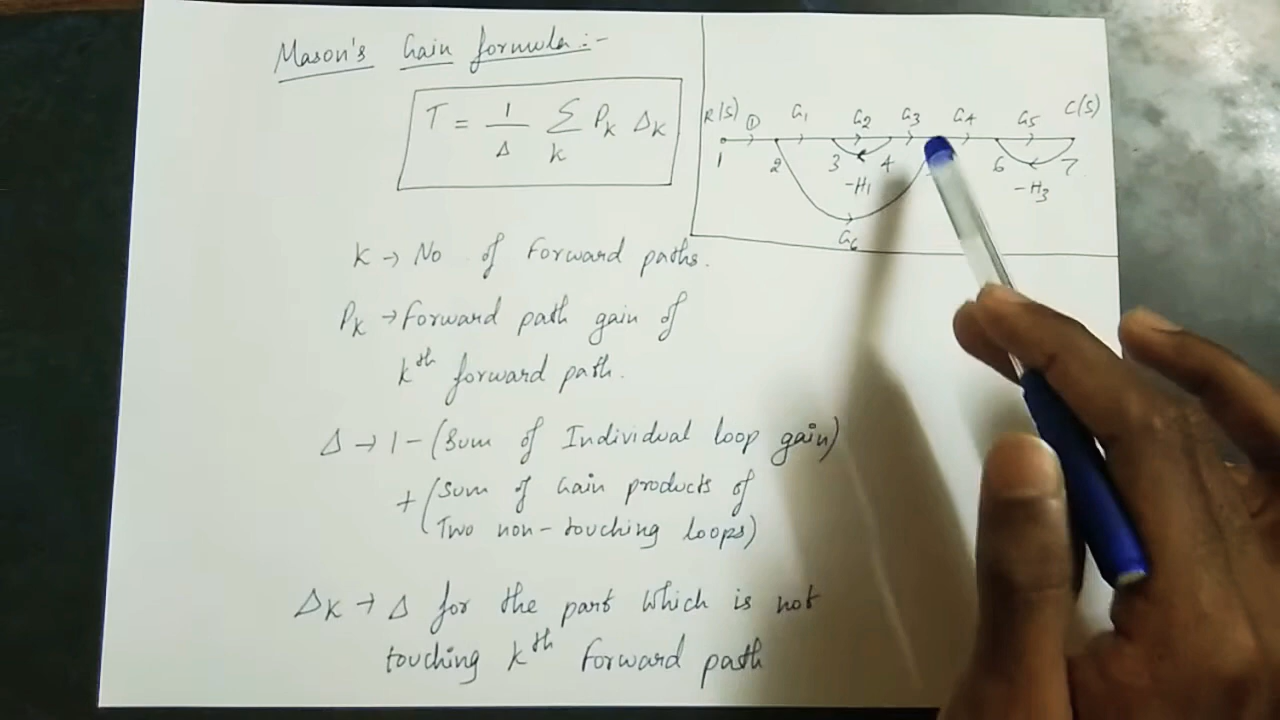 Mason's Gain formula:-
T = 1/Δ Σ_K P_K Δ_K
K → No of Forward paths.
P_K → Forward path gain of
K^th forward path.
Δ → 1 - (Sum of Individual loop gain)
+ (Sum of Gain products of
Two non-touching loops)
Δ_K → Δ for the part which is not
touching K^th Forward path
R(S) ① G₁ G₂ G₃ G₄ G₅ C(S)
1 2 3 4 6 7
-H₁ -H₃
G₆